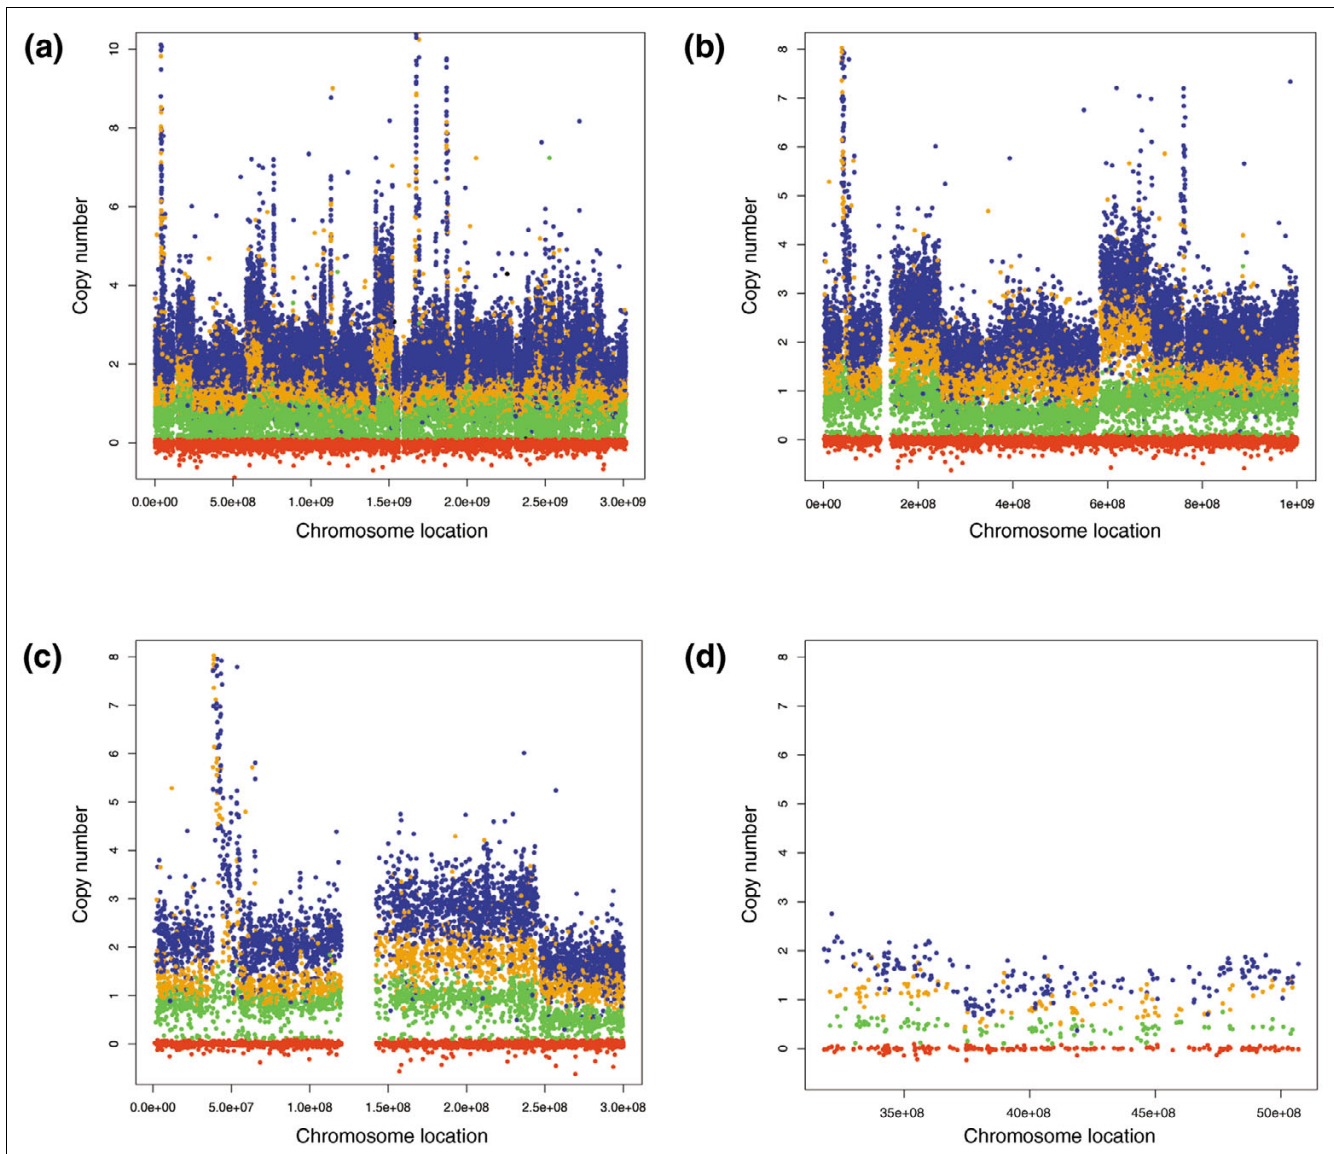 (a)
10
8
6
4
2
0
Copy number
0.0e+00 5.0e+08 1.0e+09 1.5e+09 2.0e+09 2.5e+09 3.0e+09
Chromosome location
(b)
8
7
6
5
4
3
2
1
0
Copy number
0e+00 2e+08 4e+08 6e+08 8e+08 1e+09
Chromosome location
(c)
8
7
6
5
4
3
2
1
0
Copy number
0.0e+00 5.0e+07 1.0e+08 1.5e+08 2.0e+08 2.5e+08 3.0e+08
Chromosome location
(d)
8
7
6
5
4
3
2
1
0
Copy number
35e+08 40e+08 45e+08 50e+08
Chromosome location